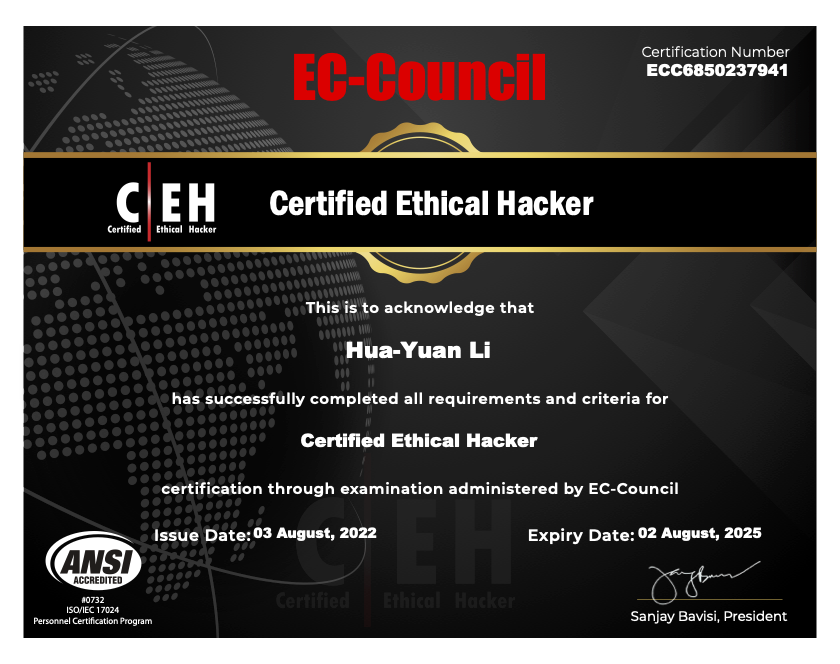 EC-Council
Certification Number
ECC6850237941
C|EH
Certified Ethical Hacker
Certified Ethical Hacker
This is to acknowledge that
Hua-Yuan Li
has successfully completed all requirements and criteria for
Certified Ethical Hacker
certification through examination administered by EC-Council
Issue Date: 03 August, 2022
Expiry Date: 02 August, 2025
C|EH
Certified Ethical Hacker
ANSI
ACCREDITED
#0732
ISO/IEC 17024
Personnel Certification Program
Sanjay Bavisi, President